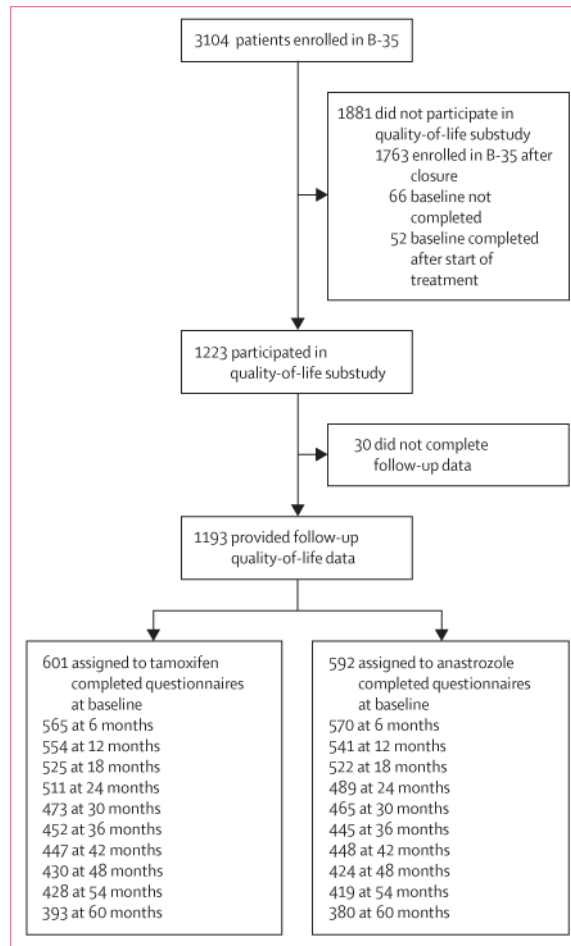 3104 patients enrolled in B-35
1881 did not participate in
quality-of-life substudy
1763 enrolled in B-35 after
closure
66 baseline not
completed
52 baseline completed
after start of
treatment
1223 participated in
quality-of-life substudy
30 did not complete
follow-up data
1193 provided follow-up
quality-of-life data
601 assigned to tamoxifen
completed questionnaires
at baseline
565 at 6 months
554 at 12 months
525 at 18 months
511 at 24 months
473 at 30 months
452 at 36 months
447 at 42 months
430 at 48 months
428 at 54 months
393 at 60 months
592 assigned to anastrozole
completed questionnaires
at baseline
570 at 6 months
541 at 12 months
522 at 18 months
489 at 24 months
465 at 30 months
445 at 36 months
448 at 42 months
424 at 48 months
419 at 54 months
380 at 60 months